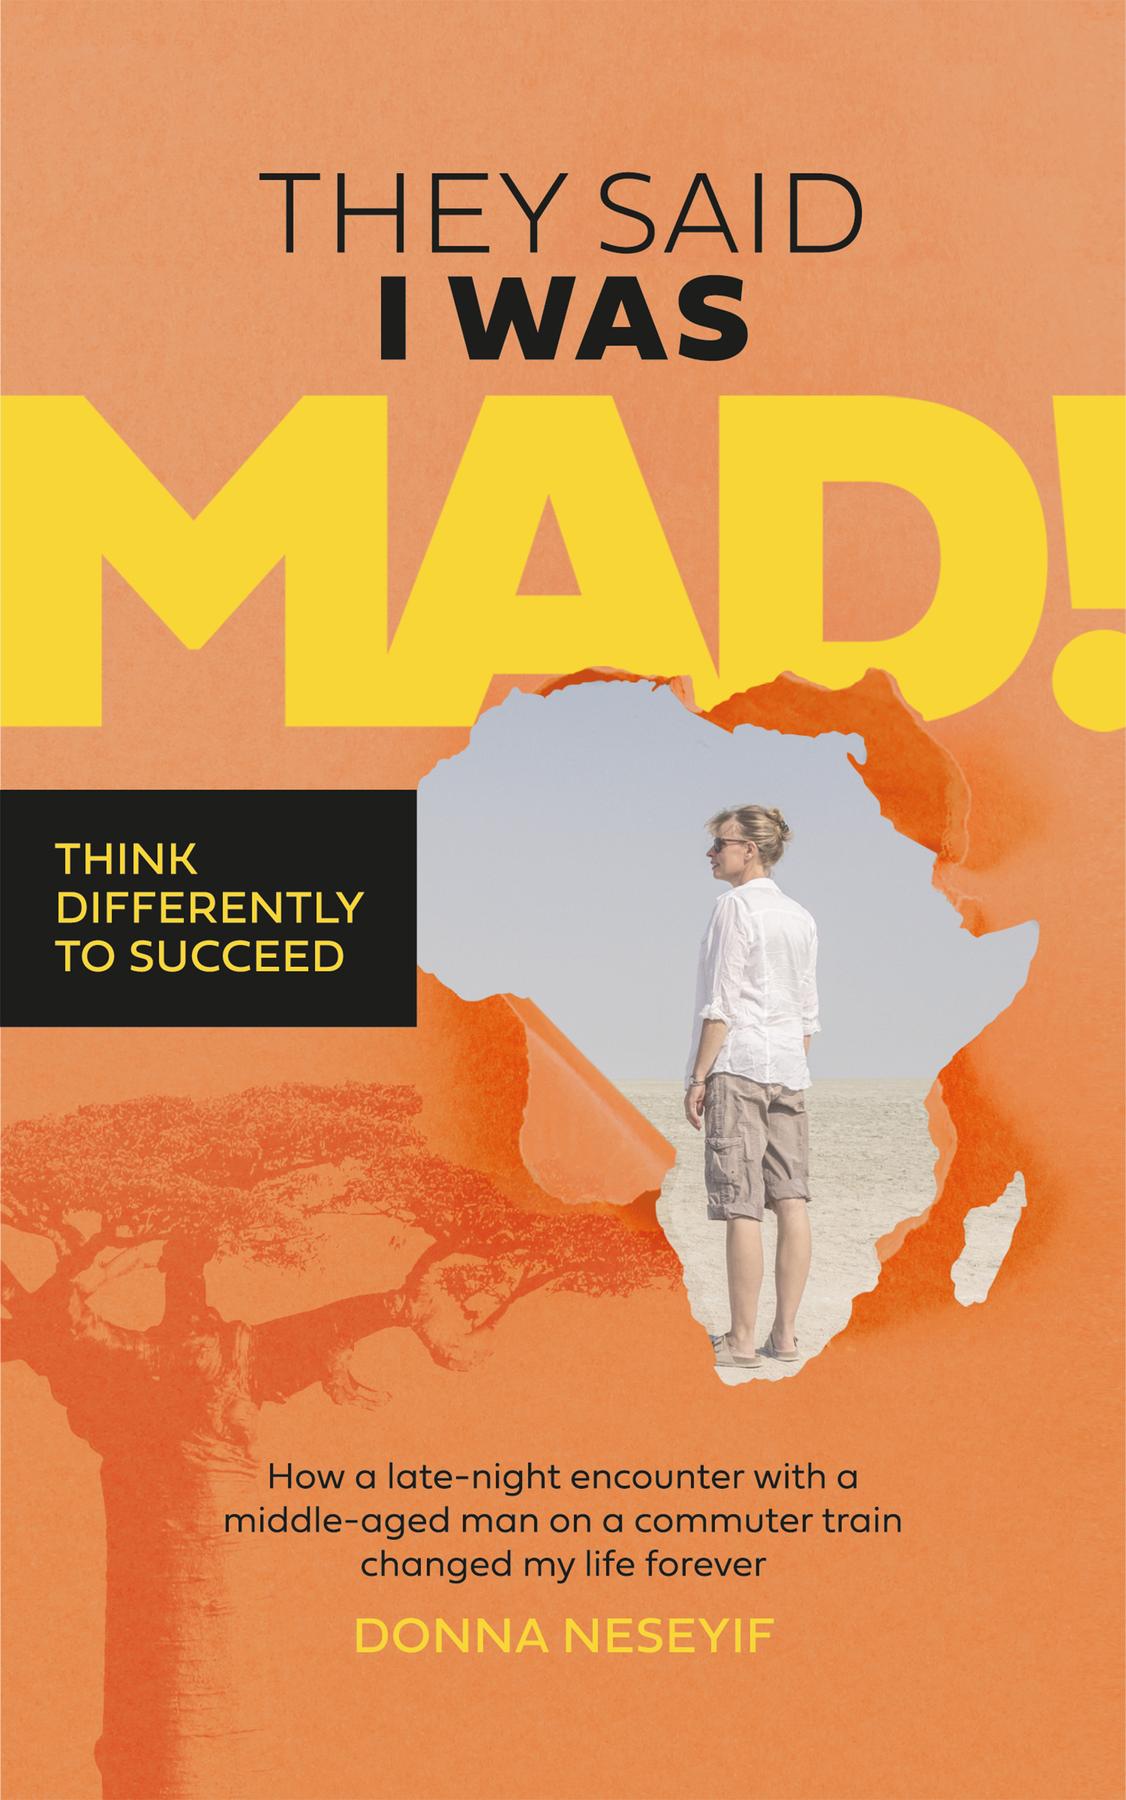 THEY SAID
I WAS
MAD!
THINK
DIFFERENTLY
TO SUCCEED
How a late-night encounter with a
middle-aged man on a commuter train
changed my life forever
DONNA NESEYIF